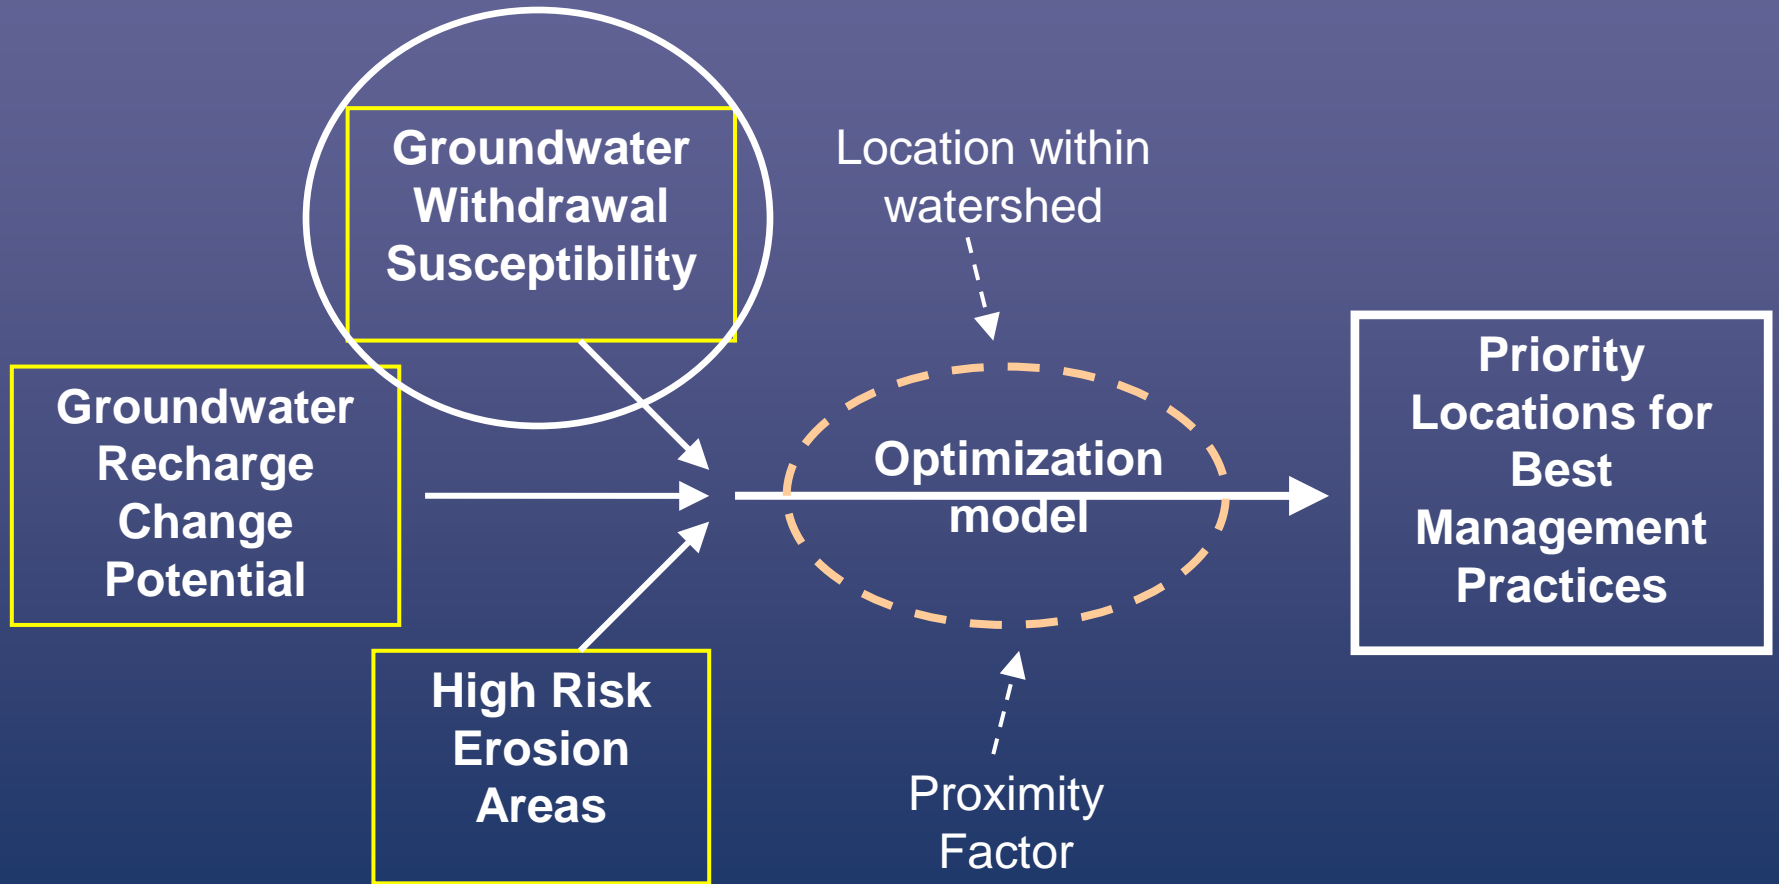 Groundwater
Withdrawal
Susceptibility
Location within
watershed
Groundwater
Recharge
Change
Potential
Optimization
model
Priority
Locations for
Best
Management
Practices
High Risk
Erosion
Areas
Proximity
Factor